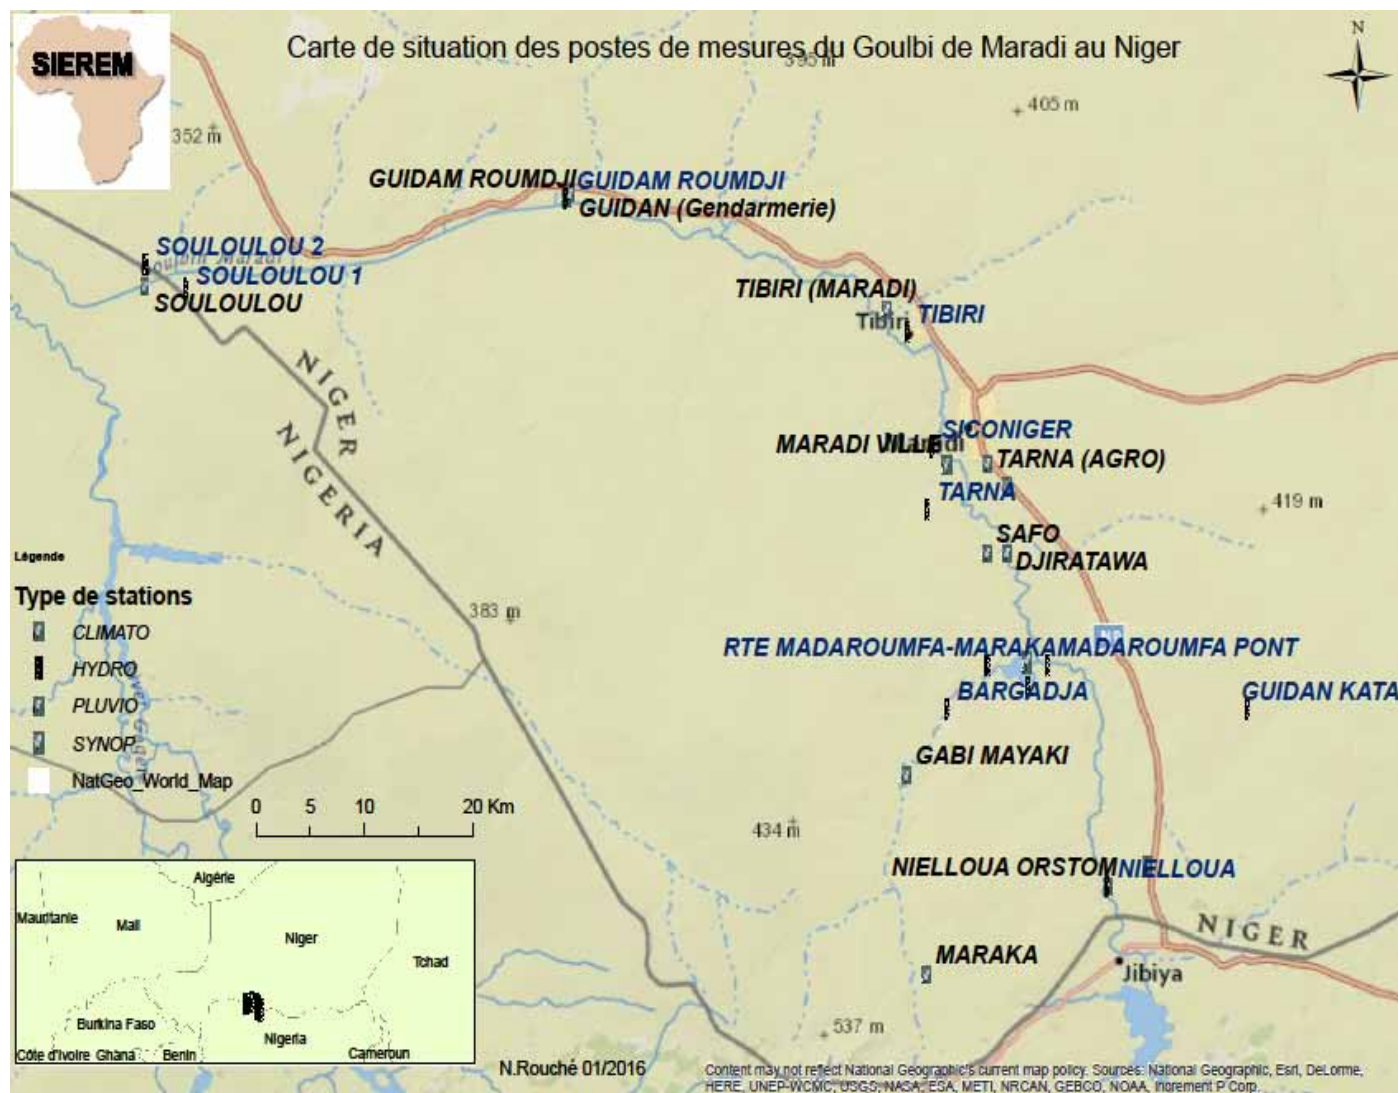 SIEREM
Carte de situation des postes de mesures du Goulbi de Maradi au Niger
N
395 m
405 m
352 m
GUIDAM ROUMDJI
GUIDAM ROUMDJI
GUIDAN (Gendarmerie)
SOULOULOU 2
Goulbin Maradi
SOULOULOU 1
SOULOULOU
TIBIRI (MARADI)
TIBIRI
Tibiri
NIGER
NIGERIA
SICONIGER
MARADI VILLE
Maradi
TARNA (AGRO)
TARNA
419 m
SAFO
DJIRATAWA
383 m
RTE MADAROUMFA-MARAKA
MADAROUMFA PONT
BARGADJA
GUIDAN KATA
GABI MAYAKI
434 m
NIELLOUA ORSTOM
NIELLOUA
NIGER
MARAKA
Jibiya
537 m
Légende
Type de stations
CLIMATO
HYDRO
PLUVIO
SYNOP
NatGeo_World_Map
0 5 10 20 Km
Algérie
Mauritanie
Mali
Niger
Tchad
Burkina Faso
Nigeria
Côte d'Ivoire
Ghana
Benin
Cameroun
N.Rouché 01/2016
Content may not reflect National Geographic's current map policy. Sources: National Geographic, Esri, DeLorme,
HERE, UNEP-WCMC, USGS, NASA, ESA, METI, NRCAN, GEBCO, NOAA, increment P Corp.